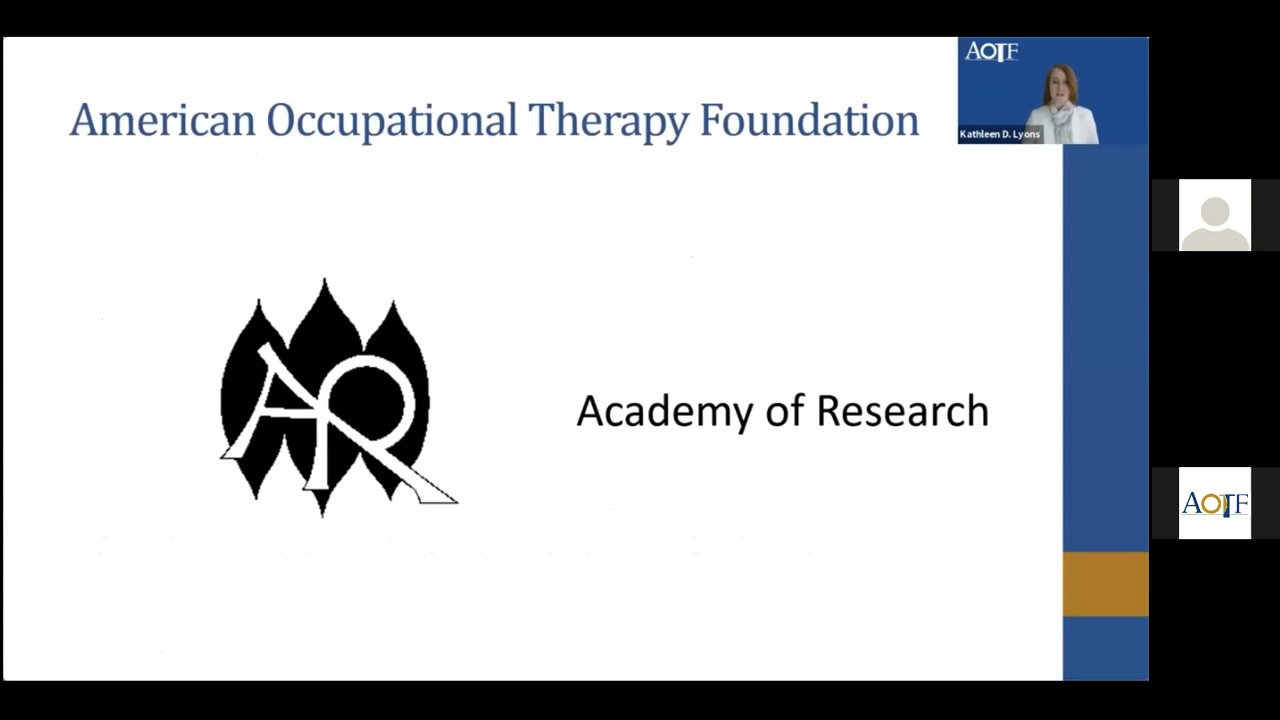 AOTF
American Occupational Therapy Foundation
Kathleen D. Lyons
AR
Academy of Research
AOTF